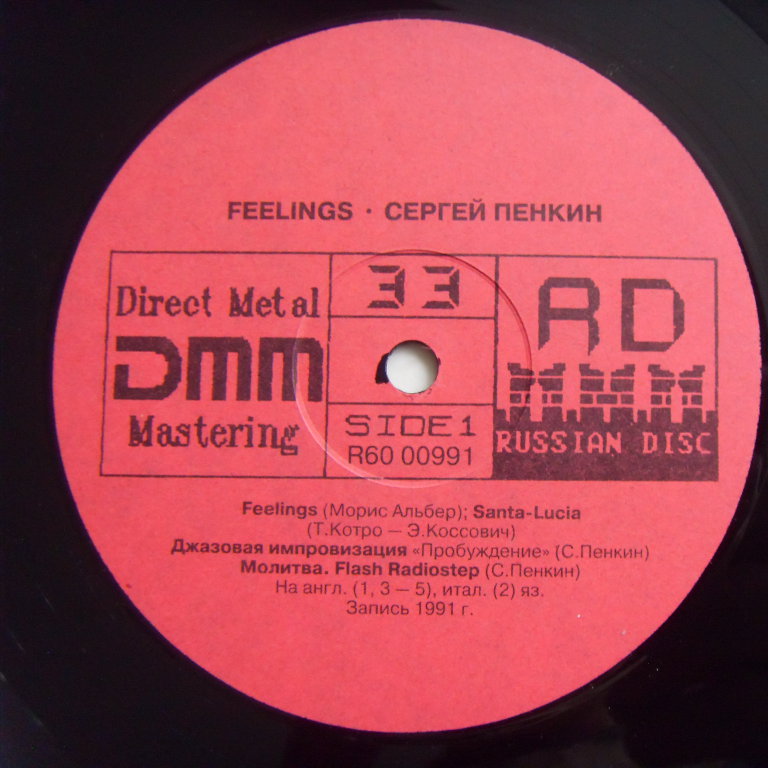 FEELINGS · СЕРГЕЙ ПЕНКИН
Direct Metal
DMM
Mastering
33
SIDE 1
R60 00991
RD
RUSSIAN DISC
Feelings (Морис Альбер); Santa-Lucia
(Т.Котро — Э.Коссович)
Джазовая импровизация «Пробуждение» (С.Пенкин)
Молитва. Flash Radiostep (С.Пенкин)
На англ. (1, 3 — 5), итал. (2) яз.
Запись 1991 г.